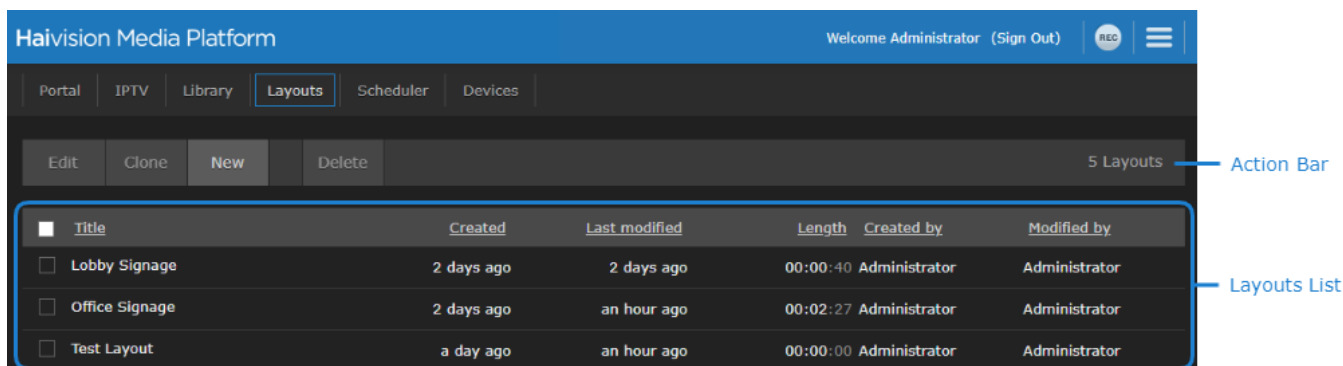 Haivision Media Platform Welcome Administrator (Sign Out) REC
Portal IPTV Library Layouts Scheduler Devices
Edit Clone New Delete 5 Layouts Action Bar
Title Created Last modified Length Created by Modified by
Lobby Signage 2 days ago 2 days ago 00:00:40 Administrator Administrator
Layouts List
Office Signage 2 days ago an hour ago 00:02:27 Administrator Administrator
Test Layout a day ago an hour ago 00:00:00 Administrator Administrator